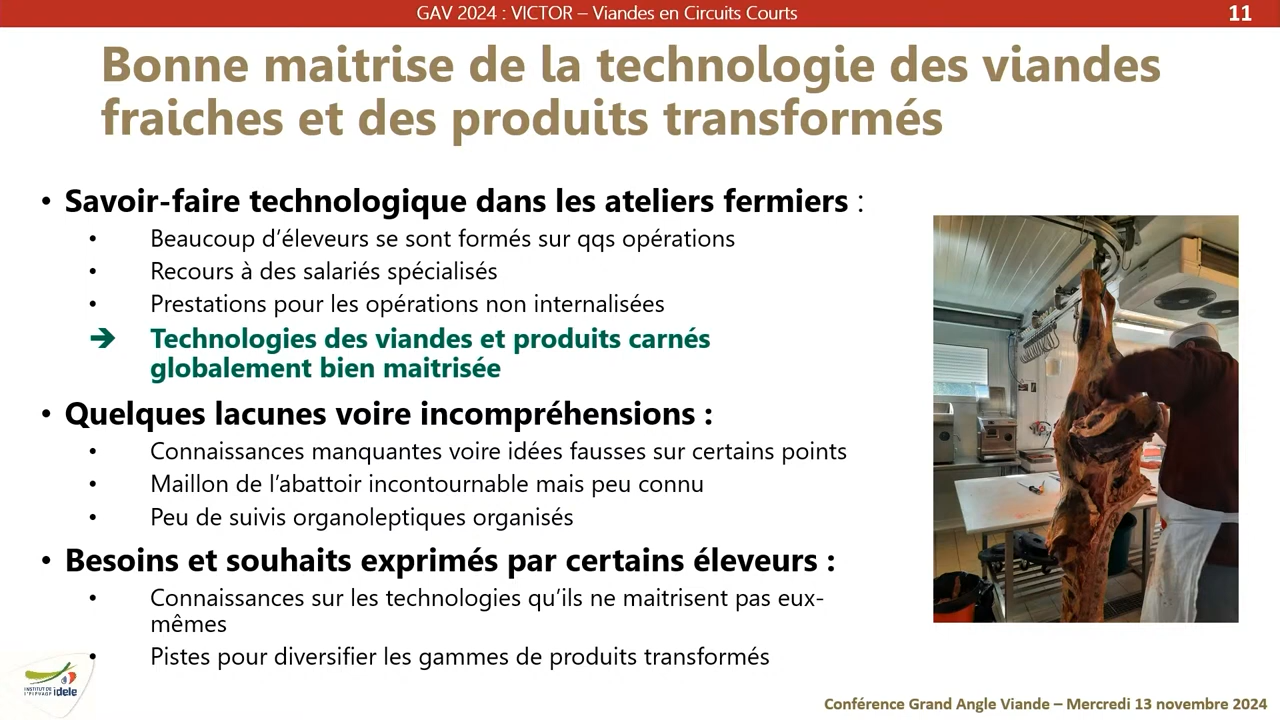 GAV 2024 : VICTOR – Viandes en Circuits Courts
11
Bonne maitrise de la technologie des viandes
fraiches et des produits transformés
• Savoir-faire technologique dans les ateliers fermiers :
• Beaucoup d’éleveurs se sont formés sur qqs opérations
• Recours à des salariés spécialisés
• Prestations pour les opérations non internalisées
➔ Technologies des viandes et produits carnés
globalement bien maitrisée
• Quelques lacunes voire incompréhensions :
• Connaissances manquantes voire idées fausses sur certains points
• Maillon de l’abattoir incontournable mais peu connu
• Peu de suivis organoleptiques organisés
• Besoins et souhaits exprimés par certains éleveurs :
• Connaissances sur les technologies qu’ils ne maitrisent pas eux-
mêmes
• Pistes pour diversifier les gammes de produits transformés
INSTITUT DE
L'ELEVAGE idele
Conférence Grand Angle Viande – Mercredi 13 novembre 2024